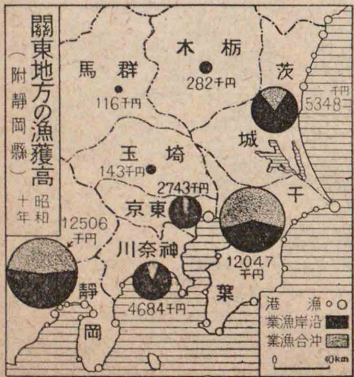 關東地方の漁獲高
(附靜岡縣)
昭和十年
栃木
282千円
群馬
116千円
茨城
5348千円
埼玉
143千円
東京
2743千円
千葉
12047千円
神奈川
4684千円
靜岡
12506千円
漁港
沿岸漁業
沖合漁業
0 40km